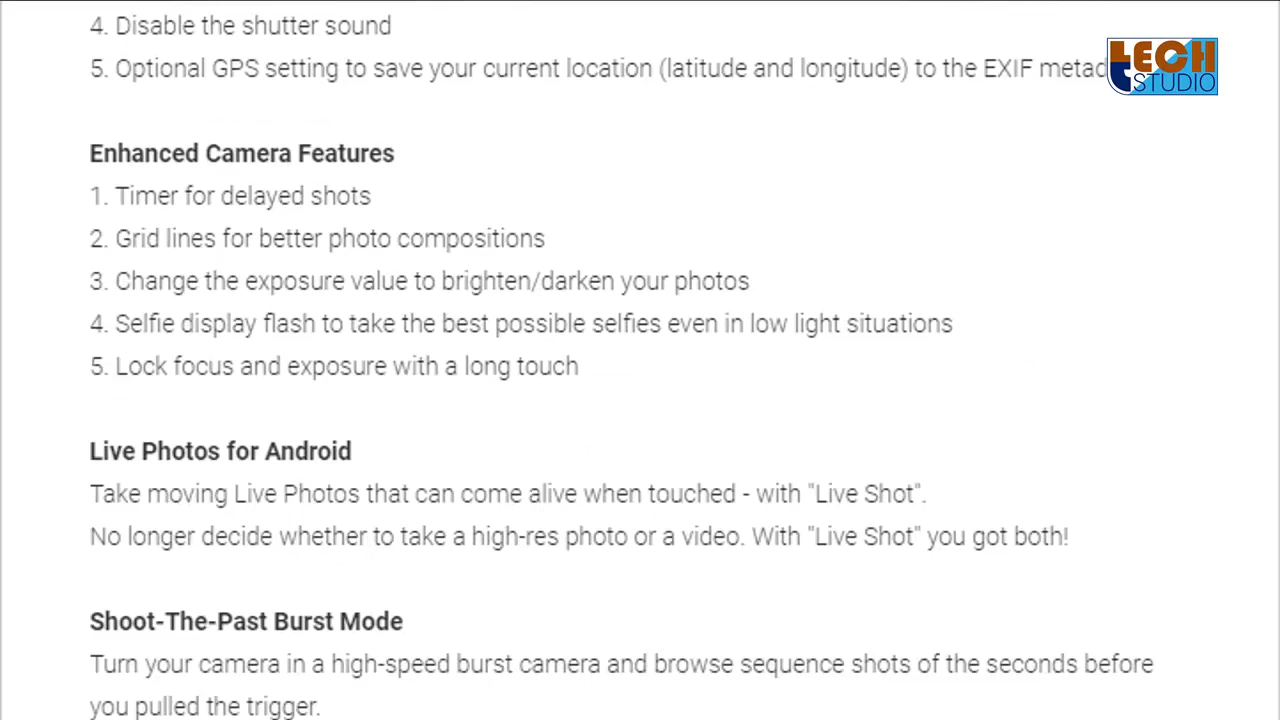 4. Disable the shutter sound
5. Optional GPS setting to save your current location (latitude and longitude) to the EXIF metad
TECH
STUDIO
Enhanced Camera Features
1. Timer for delayed shots
2. Grid lines for better photo compositions
3. Change the exposure value to brighten/darken your photos
4. Selfie display flash to take the best possible selfies even in low light situations
5. Lock focus and exposure with a long touch
Live Photos for Android
Take moving Live Photos that can come alive when touched - with "Live Shot".
No longer decide whether to take a high-res photo or a video. With "Live Shot" you got both!
Shoot-The-Past Burst Mode
Turn your camera in a high-speed burst camera and browse sequence shots of the seconds before
you pulled the trigger.